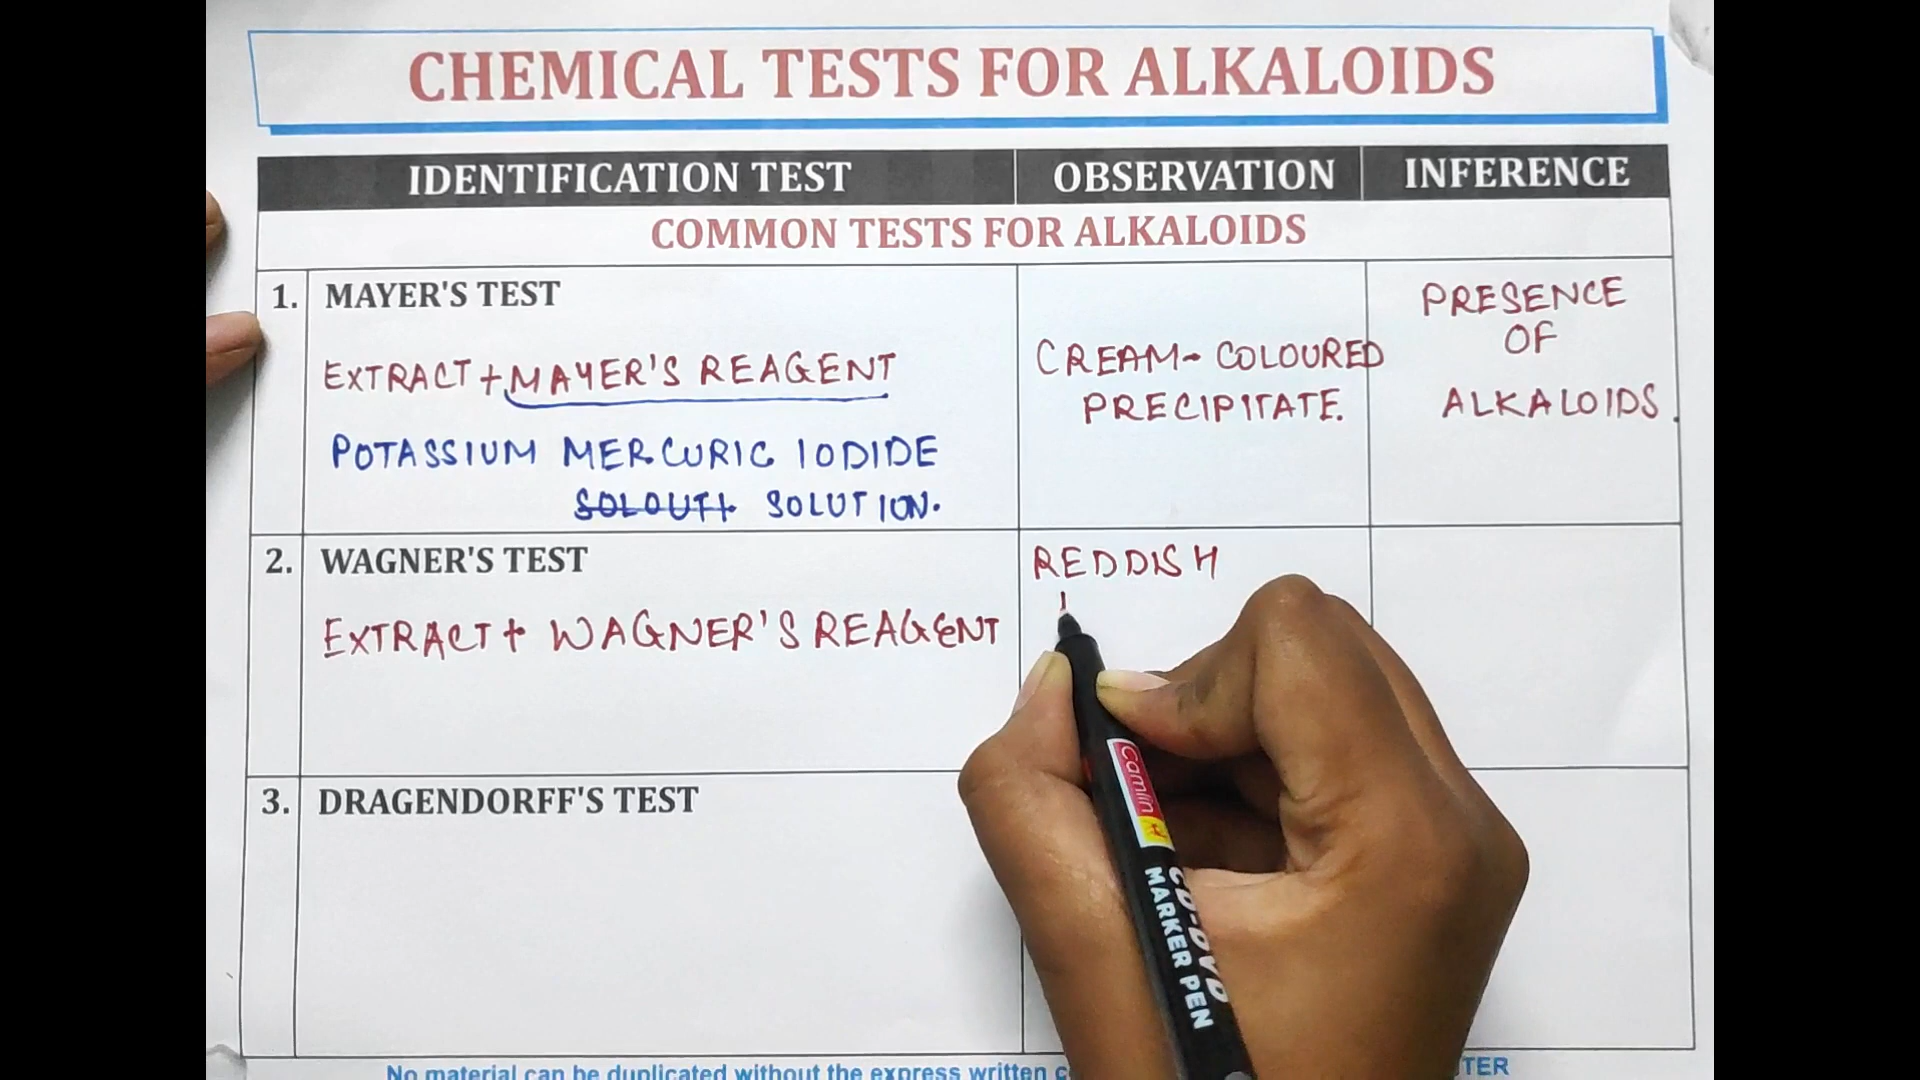 CHEMICAL TESTS FOR ALKALOIDS
IDENTIFICATION TEST OBSERVATION INFERENCE
COMMON TESTS FOR ALKALOIDS
1. MAYER'S TEST
EXTRACT + MAYER'S REAGENT
POTASSIUM MERCURIC IODIDE
SOLOUTI SOLUTION.
CREAM-COLOURED
PRECIPITATE.
PRESENCE
OF
ALKALOIDS.
2. WAGNER'S TEST
EXTRACT + WAGNER'S REAGENT
REDDISH
3. DRAGENDORFF'S TEST
Camlin
CD-DVD
MARKER PEN
No material can be duplicated without the express written